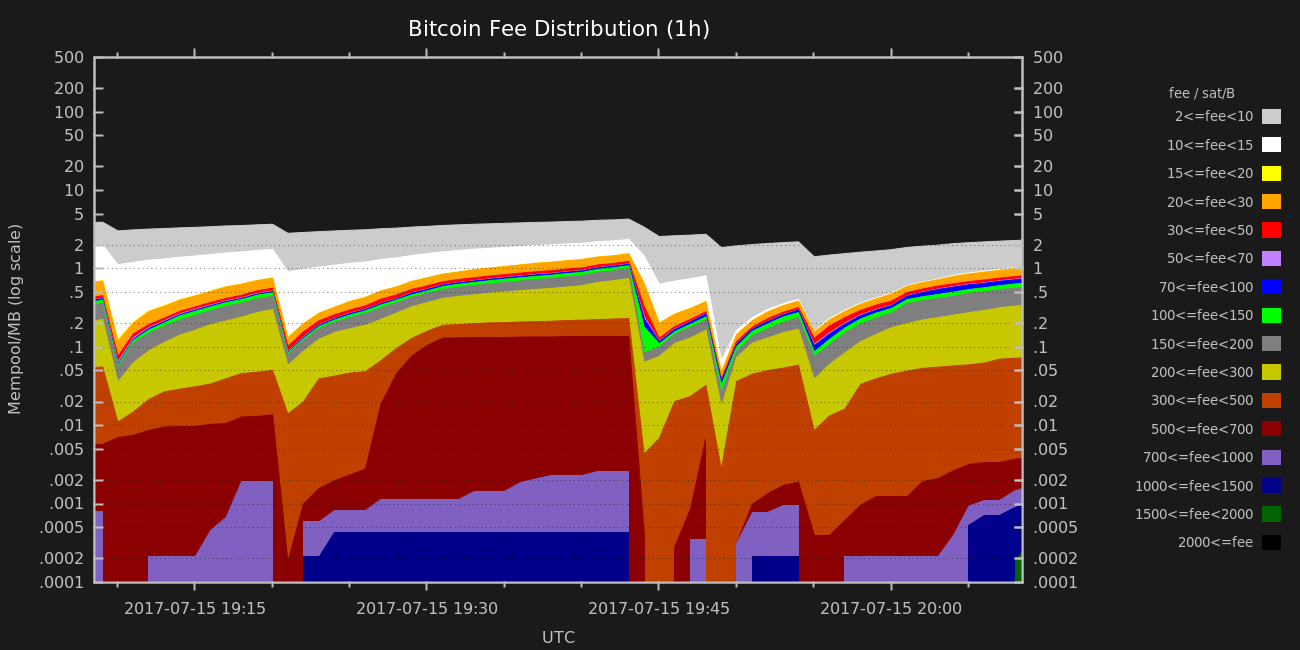 Bitcoin Fee Distribution (1h)
Mempool/MB (log scale)
500 500
200 200
100 100
50 50
20 20
10 10
5 5
2 2
1 1
.5 .5
.2 .2
.1 .1
.05 .05
.02 .02
.01 .01
.005 .005
.002 .002
.001 .001
.0005 .0005
.0002 .0002
.0001 .0001
2017-07-15 19:15 2017-07-15 19:30 2017-07-15 19:45 2017-07-15 20:00
UTC
fee / sat/B
2<=fee<10
10<=fee<15
15<=fee<20
20<=fee<30
30<=fee<50
50<=fee<70
70<=fee<100
100<=fee<150
150<=fee<200
200<=fee<300
300<=fee<500
500<=fee<700
700<=fee<1000
1000<=fee<1500
1500<=fee<2000
2000<=fee